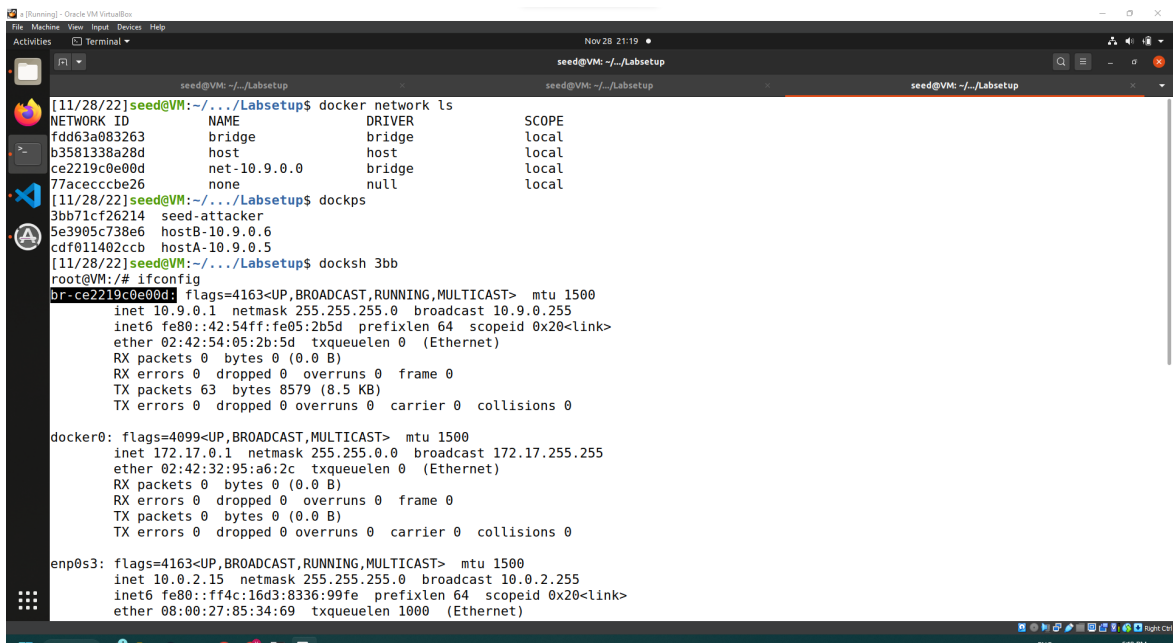 a [Running] - Oracle VM VirtualBox
File Machine View Input Devices Help
Activities Terminal Nov 28 21:19
seed@VM: ~/.../Labsetup
seed@VM: ~/.../Labsetup seed@VM: ~/.../Labsetup seed@VM: ~/.../Labsetup
[11/28/22]seed@VM:~/.../Labsetup$ docker network ls
NETWORK ID NAME DRIVER SCOPE
fdd63a083263 bridge bridge local
b3581338a28d host host local
ce2219c0e00d net-10.9.0.0 bridge local
77acecccbe26 none null local
[11/28/22]seed@VM:~/.../Labsetup$ dockps
3bb71cf26214 seed-attacker
5e3905c738e6 hostB-10.9.0.6
cdf011402ccb hostA-10.9.0.5
[11/28/22]seed@VM:~/.../Labsetup$ docksh 3bb
root@VM:/# ifconfig
br-ce2219c0e00d: flags=4163<UP,BROADCAST,RUNNING,MULTICAST> mtu 1500
inet 10.9.0.1 netmask 255.255.255.0 broadcast 10.9.0.255
inet6 fe80::42:54ff:fe05:2b5d prefixlen 64 scopeid 0x20<link>
ether 02:42:54:05:2b:5d txqueuelen 0 (Ethernet)
RX packets 0 bytes 0 (0.0 B)
RX errors 0 dropped 0 overruns 0 frame 0
TX packets 63 bytes 8579 (8.5 KB)
TX errors 0 dropped 0 overruns 0 carrier 0 collisions 0
docker0: flags=4099<UP,BROADCAST,MULTICAST> mtu 1500
inet 172.17.0.1 netmask 255.255.0.0 broadcast 172.17.255.255
ether 02:42:32:95:a6:2c txqueuelen 0 (Ethernet)
RX packets 0 bytes 0 (0.0 B)
RX errors 0 dropped 0 overruns 0 frame 0
TX packets 0 bytes 0 (0.0 B)
TX errors 0 dropped 0 overruns 0 carrier 0 collisions 0
enp0s3: flags=4163<UP,BROADCAST,RUNNING,MULTICAST> mtu 1500
inet 10.0.2.15 netmask 255.255.255.0 broadcast 10.0.2.255
inet6 fe80::ff4c:16d3:8336:99fe prefixlen 64 scopeid 0x20<link>
ether 08:00:27:85:34:69 txqueuelen 1000 (Ethernet)
Right Ctrl